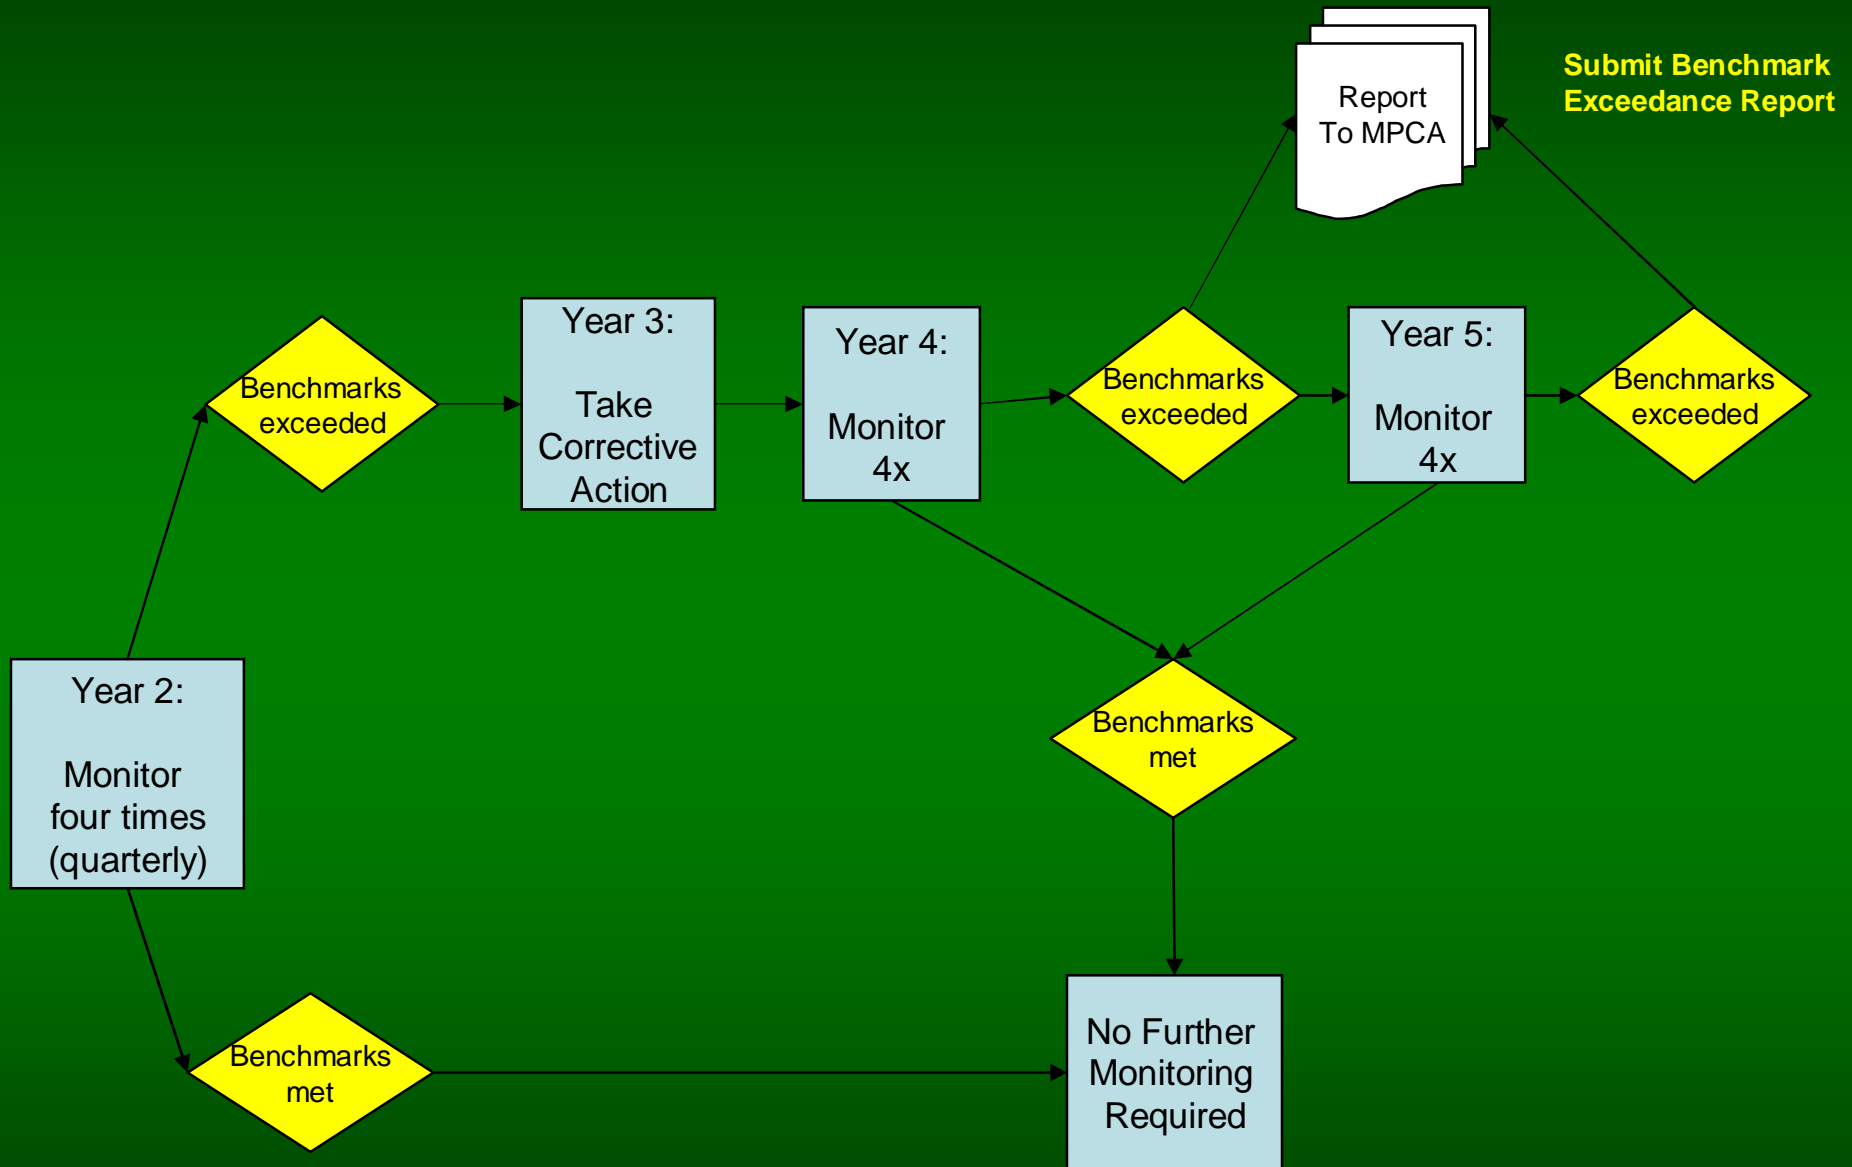 Report
To MPCA
Submit Benchmark
Exceedance Report
Benchmarks
exceeded
Year 3:
Take
Corrective
Action
Year 4:
Monitor
4x
Benchmarks
exceeded
Year 5:
Monitor
4x
Benchmarks
exceeded
Year 2:
Monitor
four times
(quarterly)
Benchmarks
met
Benchmarks
met
No Further
Monitoring
Required